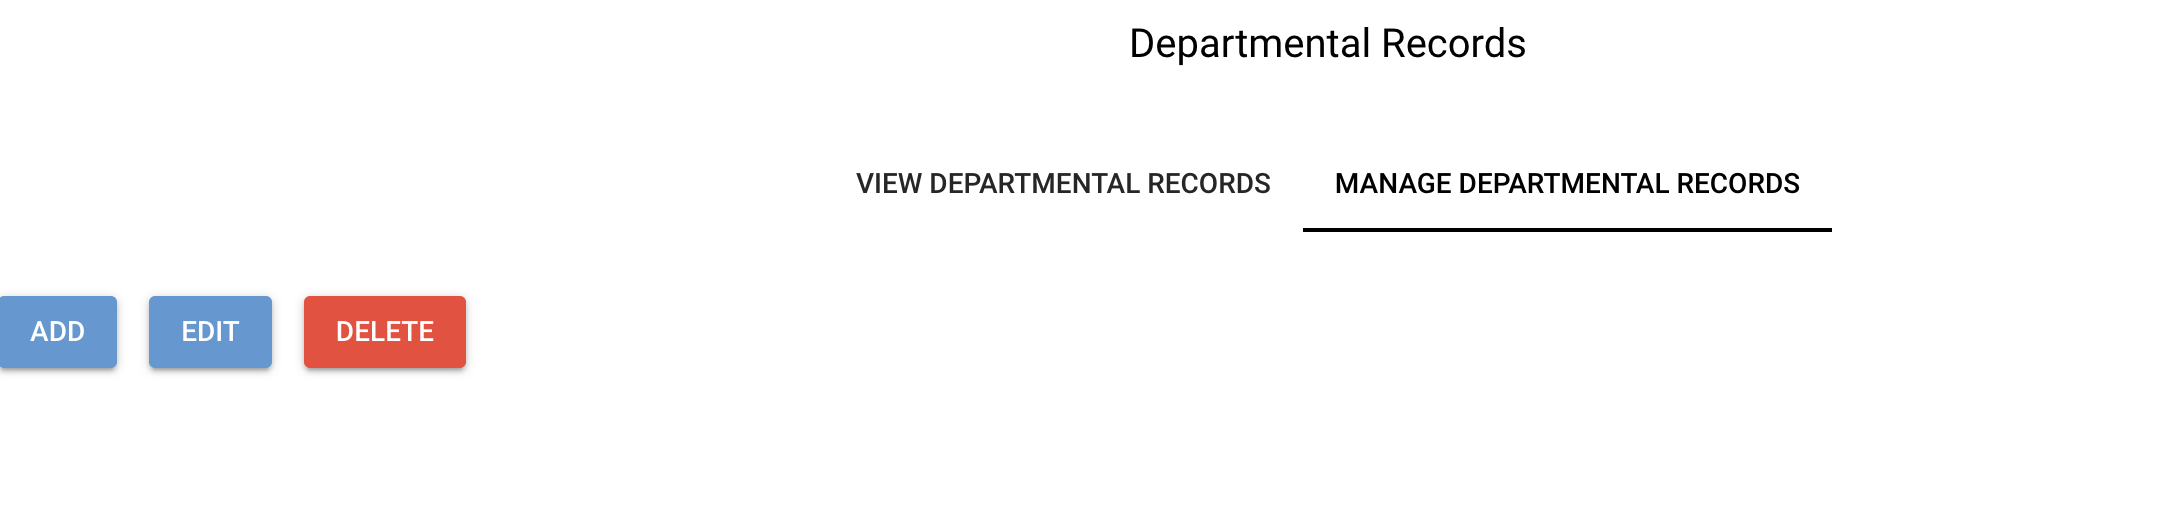 Departmental Records
VIEW DEPARTMENTAL RECORDS MANAGE DEPARTMENTAL RECORDS
ADD EDIT DELETE